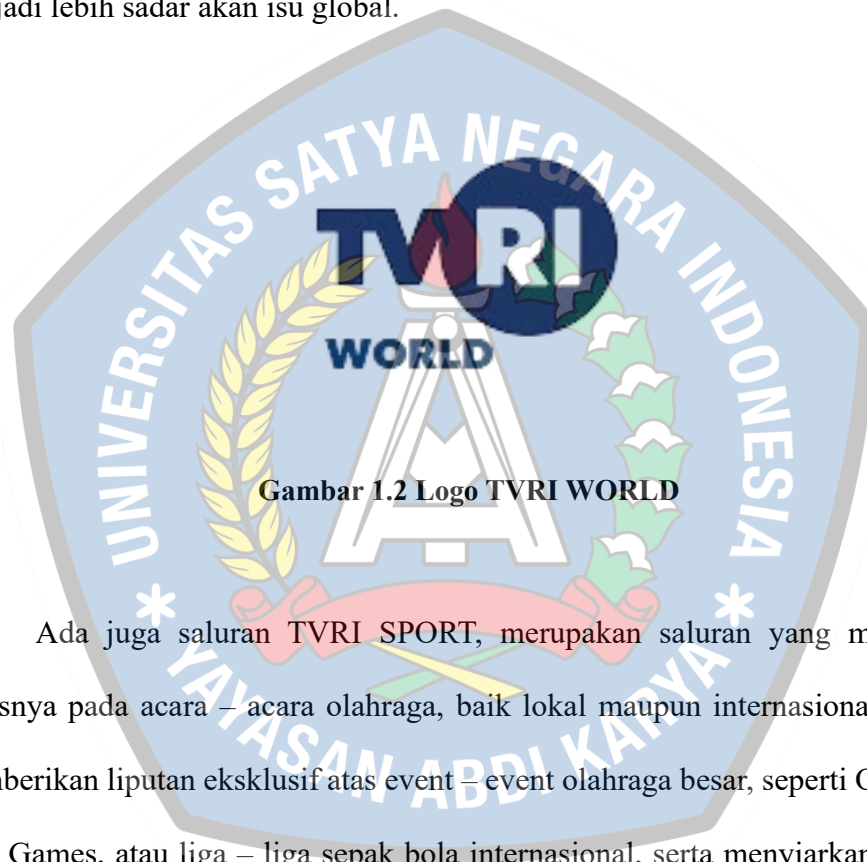 jadi lebih sadar akan isu global.
UNIVERSITAS SATYA NEGARA INDONESIA
TVRI
WORLD
Gambar 1.2 Logo TVRI WORLD
Ada juga saluran TVRI SPORT, merupakan saluran yang m
snya pada acara – acara olahraga, baik lokal maupun internasiona
berikan liputan eksklusif atas event – event olahraga besar, seperti
Games, atau liga – liga sepak bola internasional, serta menyiarkan
YAYASAN ABDI KARYA